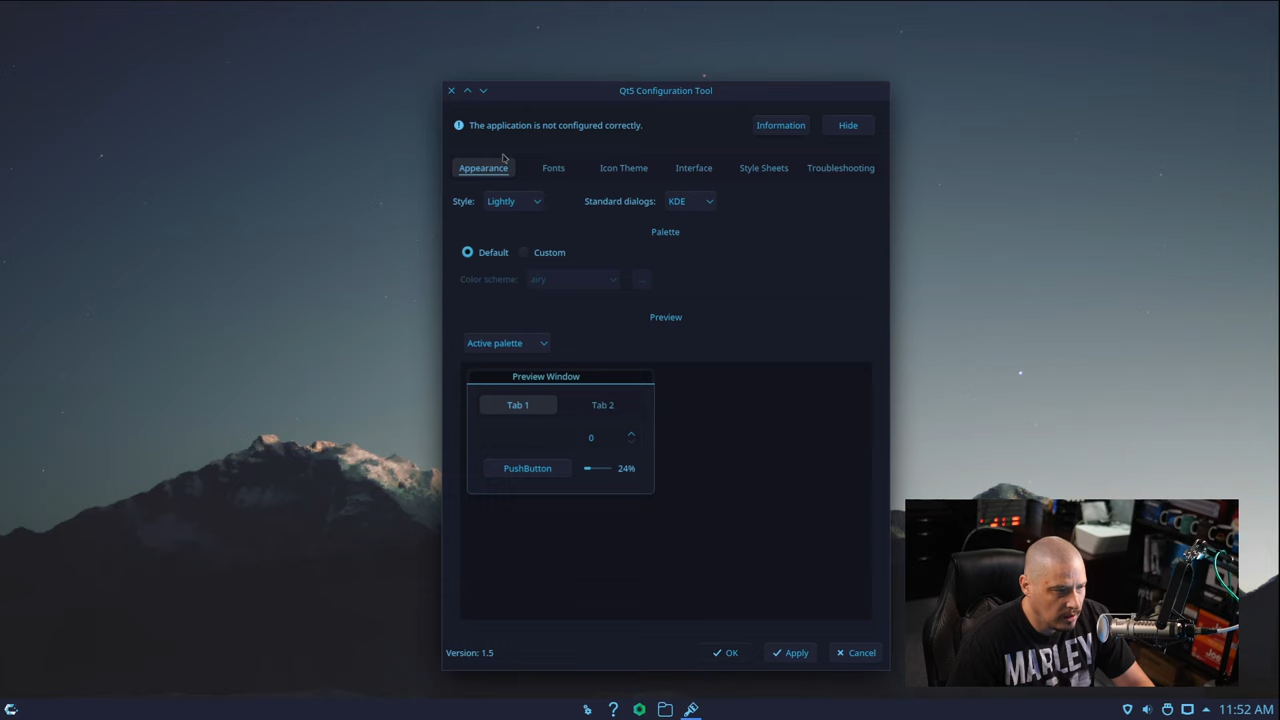 Qt5 Configuration Tool
The application is not configured correctly.
Information
Hide
Appearance
Fonts
Icon Theme
Interface
Style Sheets
Troubleshooting
Style: Lightly
Standard dialogs: KDE
Palette
Default
Custom
Color scheme: airy
...
Preview
Active palette
Preview Window
Tab 1
Tab 2
0
PushButton
24%
Version: 1.5
OK
Apply
Cancel
MARLEY
11:52 AM